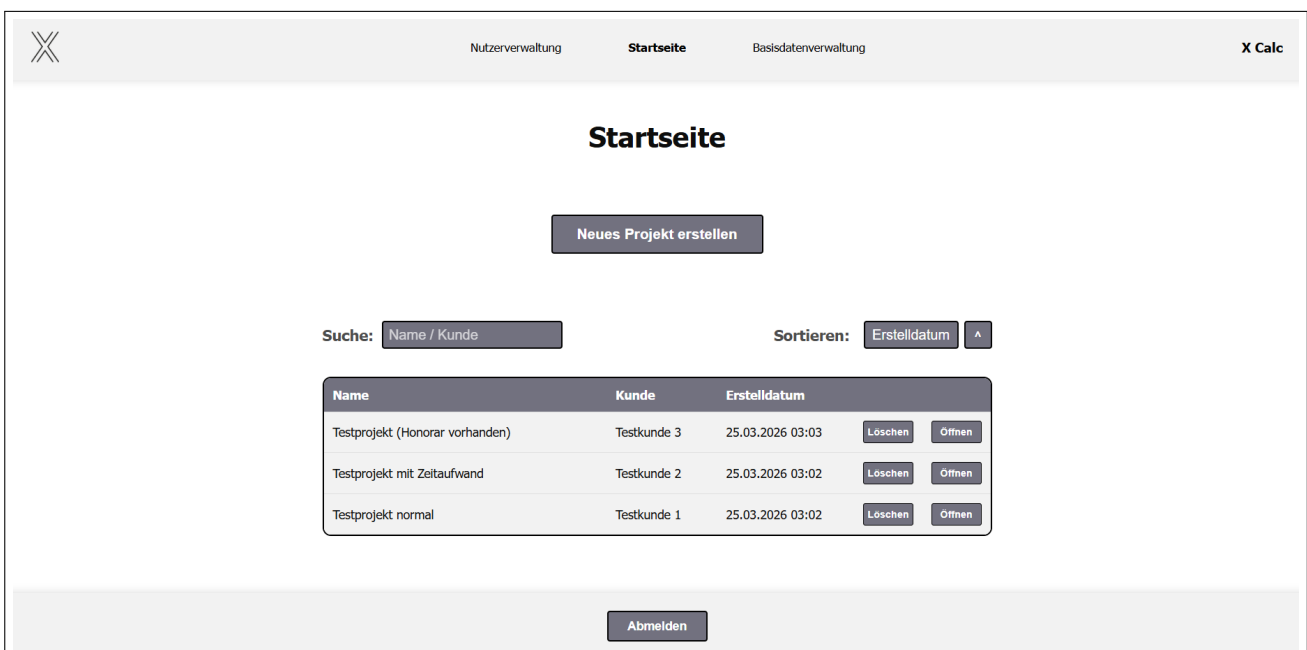 Nutzerverwaltung Startseite Basisdatenverwaltung X Calc
Startseite
Neues Projekt erstellen
Suche: Name / Kunde Sortieren: Erstelldatum ^
Name Kunde Erstelldatum
Testprojekt (Honorar vorhanden) Testkunde 3 25.03.2026 03:03 Löschen Öffnen
Testprojekt mit Zeitaufwand Testkunde 2 25.03.2026 03:02 Löschen Öffnen
Testprojekt normal Testkunde 1 25.03.2026 03:02 Löschen Öffnen
Abmelden